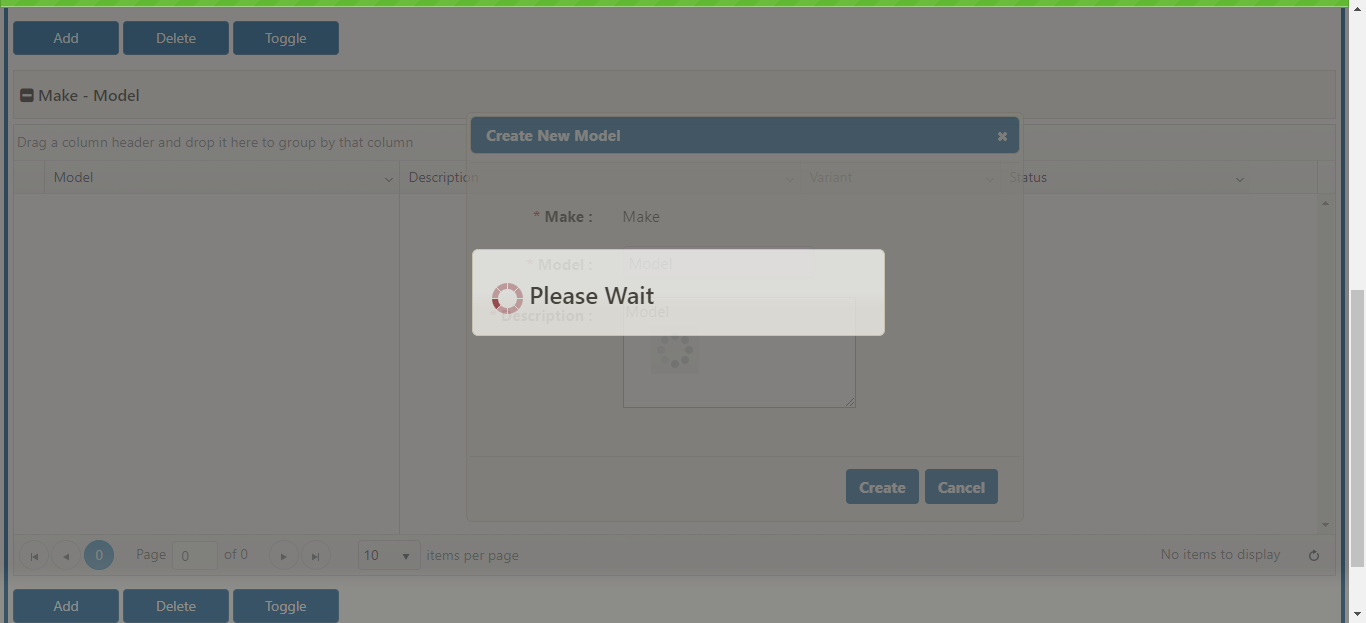 Add Delete Toggle
Make - Model
Drag a column header and drop it here to group by that column
Create New Model
Model Description Variant Status
* Make : Make
* Model : Model
Please Wait
* Description : Model
Create Cancel
0 Page 0 of 0 10 items per page No items to display
Add Delete Toggle